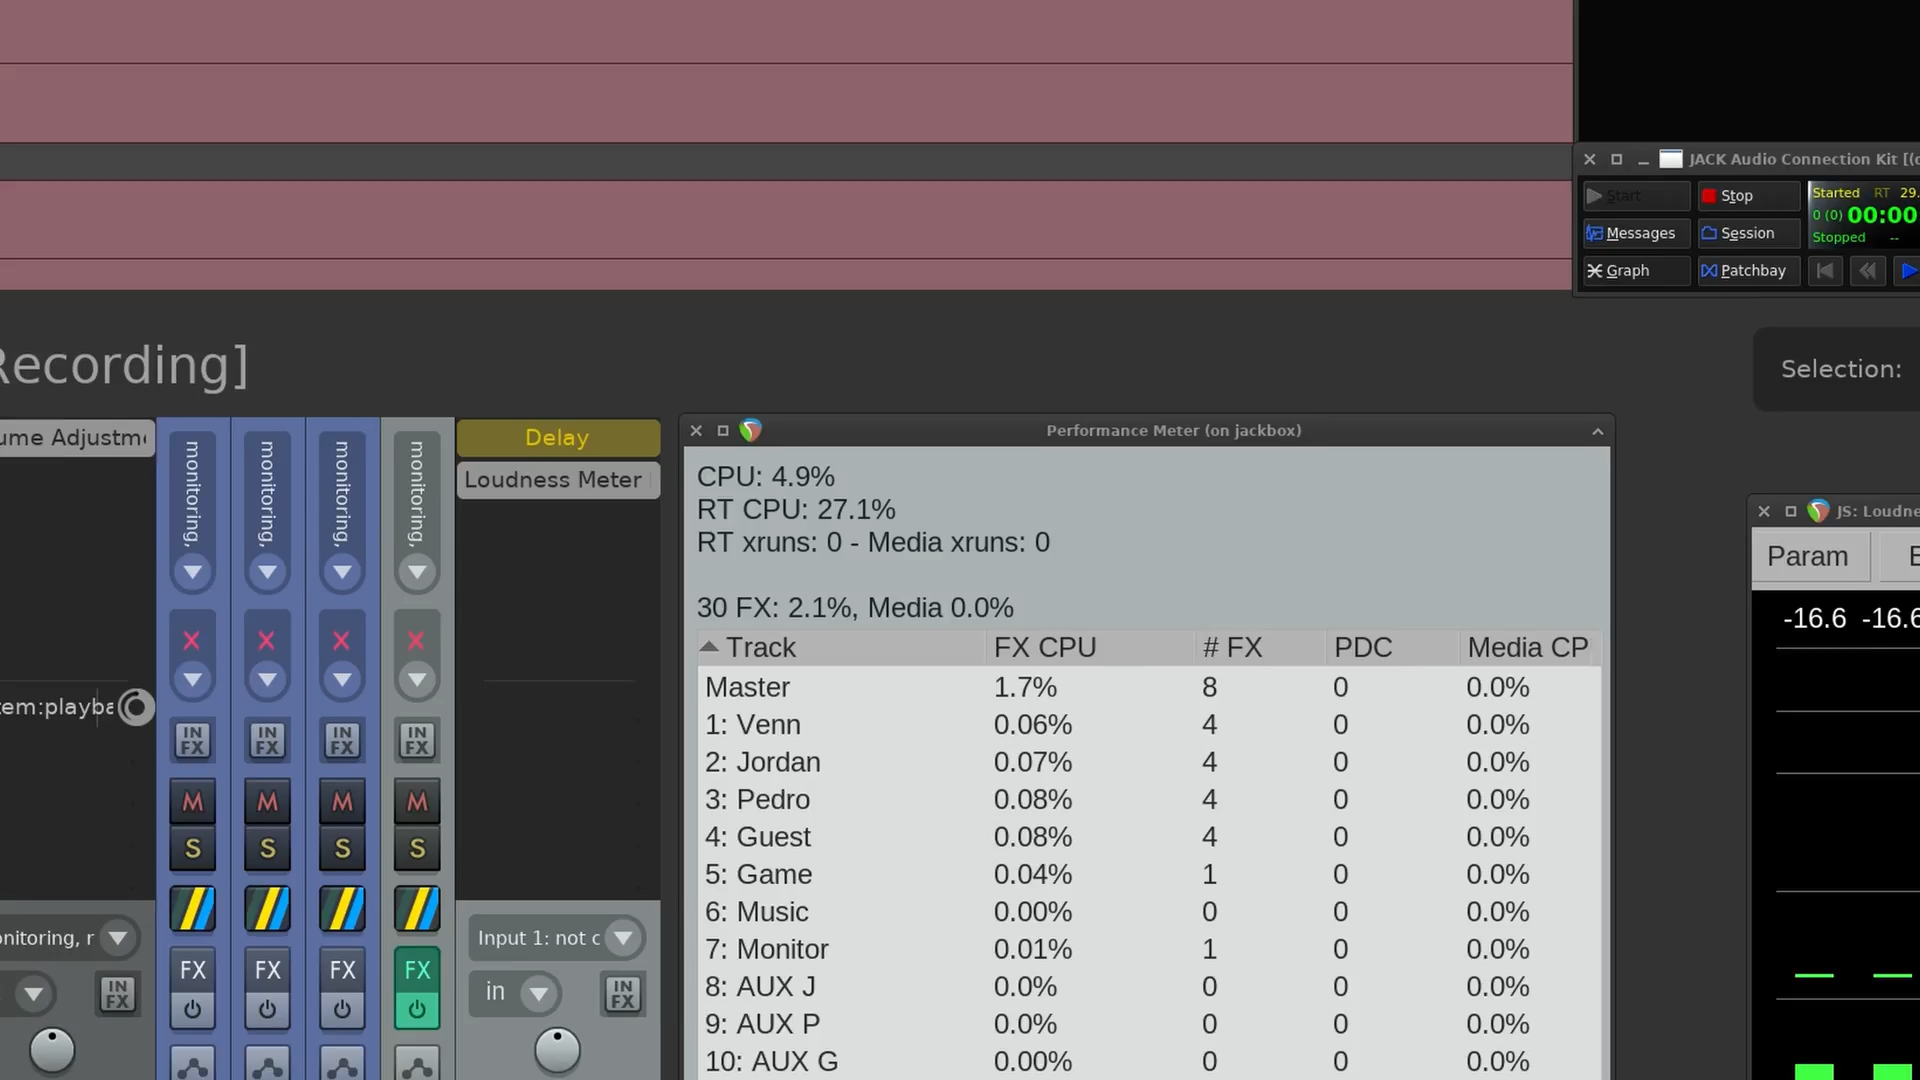 JACK Audio Connection Kit [(
Start
Stop
Started RT 29.
0 (0) 00:00
Messages
Session
Stopped --
Graph
Patchbay
Recording]
Selection:
ume Adjustme
monitoring,
monitoring,
monitoring,
monitoring,
Delay
Loudness Meter
Performance Meter (on jackbox)
CPU: 4.9%
RT CPU: 27.1%
RT xruns: 0 - Media xruns: 0
30 FX: 2.1%, Media 0.0%
Track FX CPU # FX PDC Media CP
Master 1.7% 8 0 0.0%
1: Venn 0.06% 4 0 0.0%
2: Jordan 0.07% 4 0 0.0%
3: Pedro 0.08% 4 0 0.0%
4: Guest 0.08% 4 0 0.0%
5: Game 0.04% 1 0 0.0%
6: Music 0.00% 0 0 0.0%
7: Monitor 0.01% 1 0 0.0%
8: AUX J 0.0% 0 0 0.0%
9: AUX P 0.0% 0 0 0.0%
10: AUX G 0.00% 0 0 0.0%
JS: Loudne
Param
-16.6 -16.6
tem:playba
IN FX
IN FX
IN FX
IN FX
M M M M
S S S S
onitoring, r
Input 1: not c
FX FX FX FX
IN FX
in
IN FX